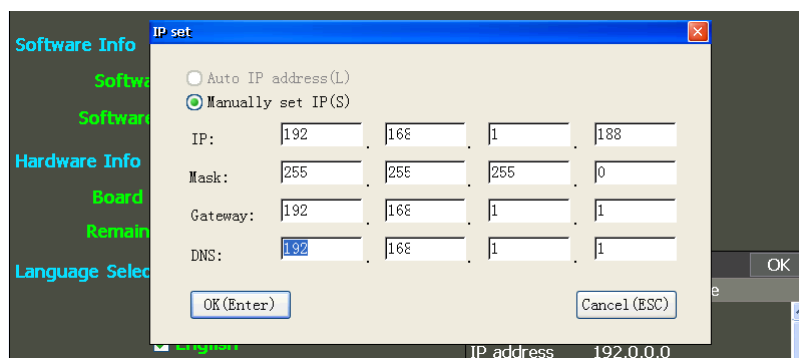 IP set
Software Info
Auto IP address(L)
Softwa
Manually set IP(S)
Software
IP: 192 . 168 . 1 . 188
Hardware Info
Mask: 255 . 255 . 255 . 0
Board
Gateway: 192 . 168 . 1 . 1
Remain
DNS: 192 . 168 . 1 . 1
Language Selec
OK
e
OK(Enter)
Cancel(ESC)
English
IP address 192.0.0.0